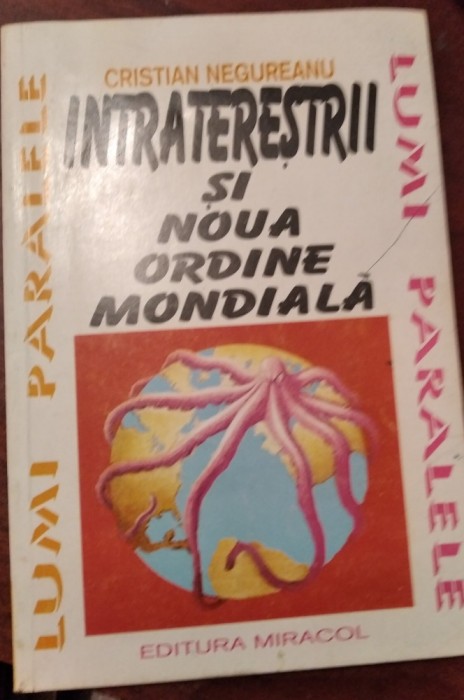 CRISTIAN NEGUREANU
INTRATEREȘTRII
ȘI
NOUA
ORDINE
MONDIALĂ
LUMI PARALELE
LUMI PARALELE
EDITURA MIRACOL